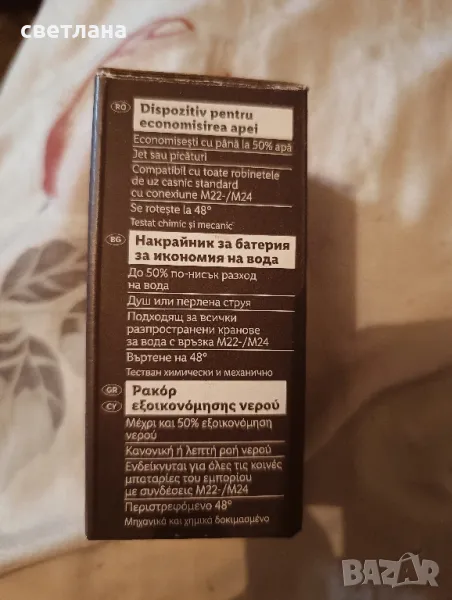 светлана
RO Dispozitiv pentru
economisirea apei
Economisești cu până la 50% apă
Jet sau picături
Compatibil cu toate robinetele
de uz casnic standard
cu conexiune M22-/M24
Se rotește la 48°
Testat chimic și mecanic
BG Накрайник за батерия
за икономия на вода
До 50% по-нисък разход
на вода
Душ или перлена струя
Подходящ за всички
разпространени кранове
за вода с връзка M22-/M24
Въртене на 48°
Тестван химически и механично
GR Ρακόρ
CY εξοικονόμησης νερού
Μέχρι και 50% εξοικονόμηση
νερού
Κανονική ή λεπτή ροή νερού
Ενδείκνυται για όλες τις κοινές
μπαταρίες του εμπορίου
με συνδέσεις M22-/M24
Περιστρεφόμενο 48°
Μηχανικά και χημικά δοκιμασμένο
BAZAR